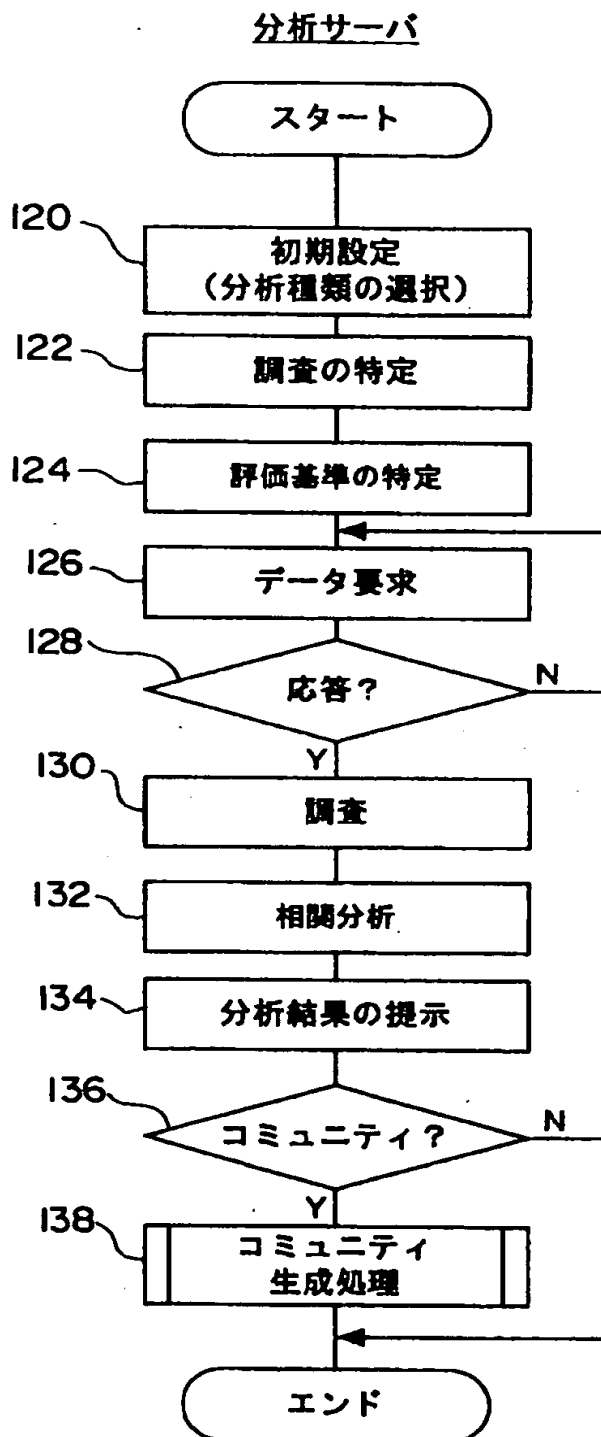 分析サーバ
スタート
120
初期設定
(分析種類の選択)
122
調査の特定
124
評価基準の特定
126
データ要求
128
応答?
N
Y
130
調査
132
相関分析
134
分析結果の提示
136
コミュニティ?
N
Y
138
コミュニティ
生成処理
エンド